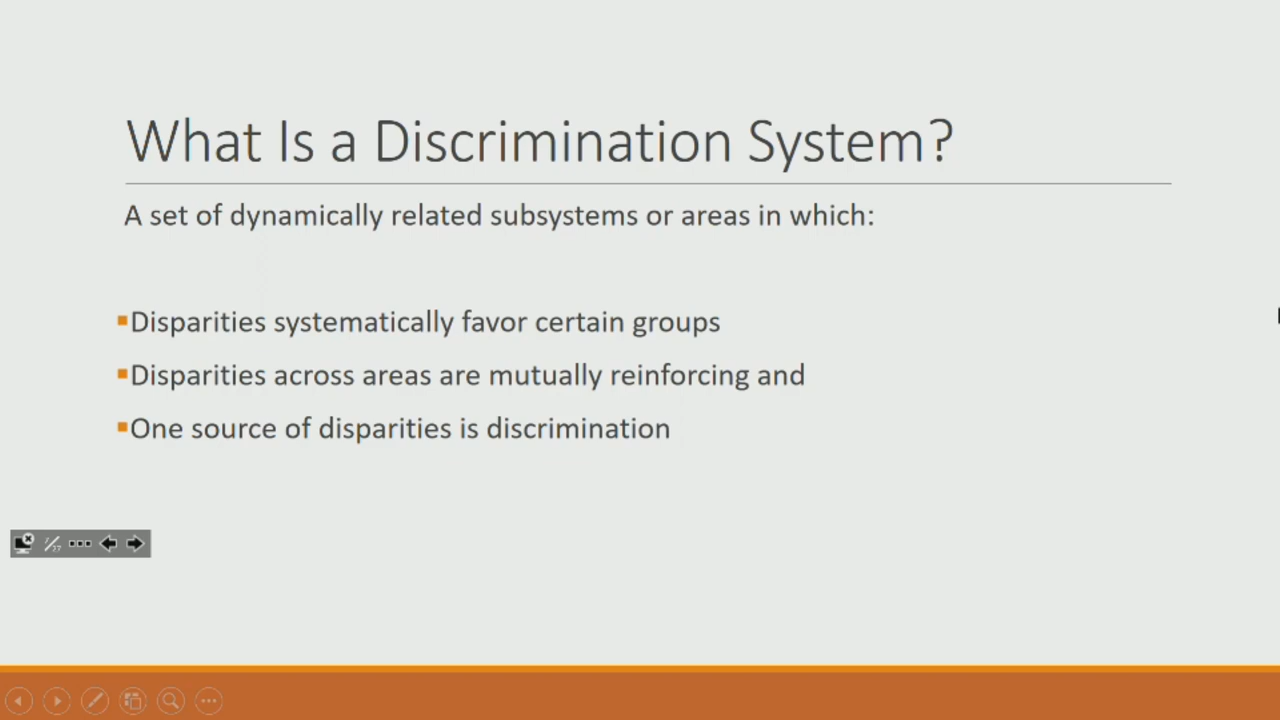 What Is a Discrimination System?
A set of dynamically related subsystems or areas in which:
Disparities systematically favor certain groups
Disparities across areas are mutually reinforcing and
One source of disparities is discrimination